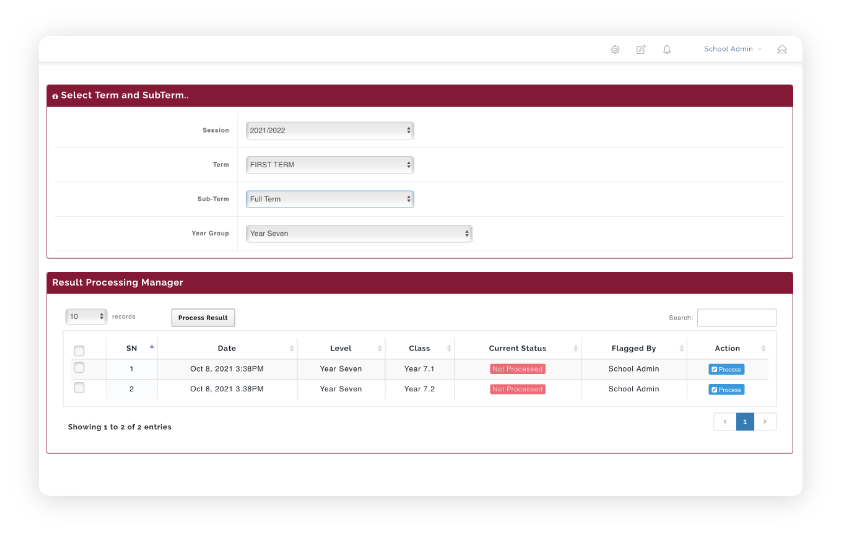 School Admin
Select Term and SubTerm..
Session 2021/2022
Term FIRST TERM
Sub-Term Full Term
Year Group Year Seven
Result Processing Manager
10 records Process Result Search:
SN Date Level Class Current Status Flagged By Action
1 Oct 8, 2021 3:38PM Year Seven Year 7.1 Not Processed School Admin Process
2 Oct 8, 2021 3:38PM Year Seven Year 7.2 Not Processed School Admin Process
Showing 1 to 2 of 2 entries < 1 >